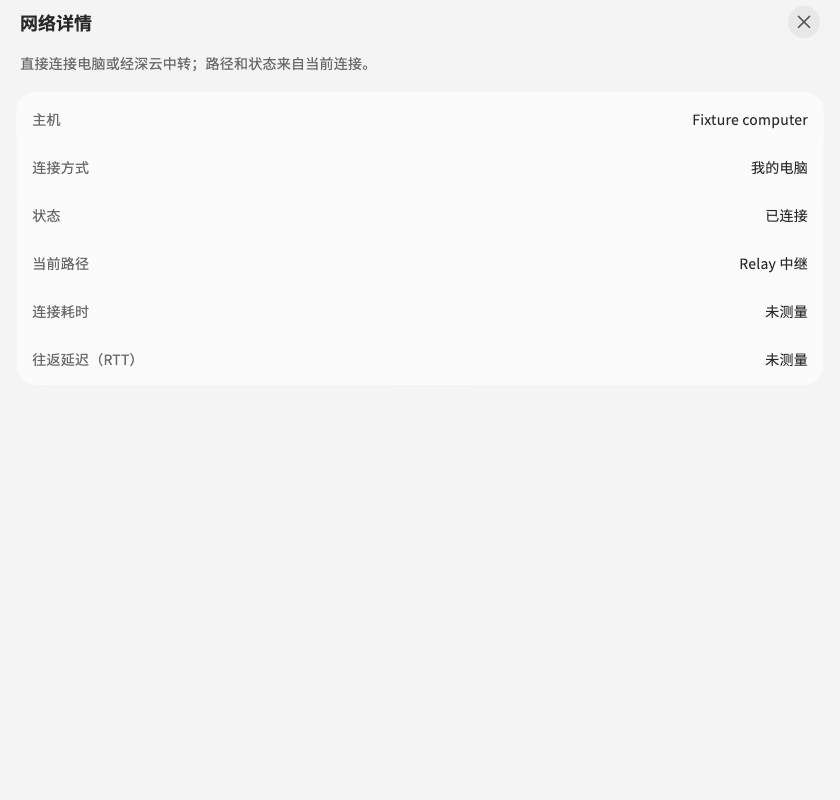 网络详情
直接连接电脑或经深云中转；路径和状态来自当前连接。
主机 Fixture computer
连接方式 我的电脑
状态 已连接
当前路径 Relay 中继
连接耗时 未测量
往返延迟（RTT） 未测量